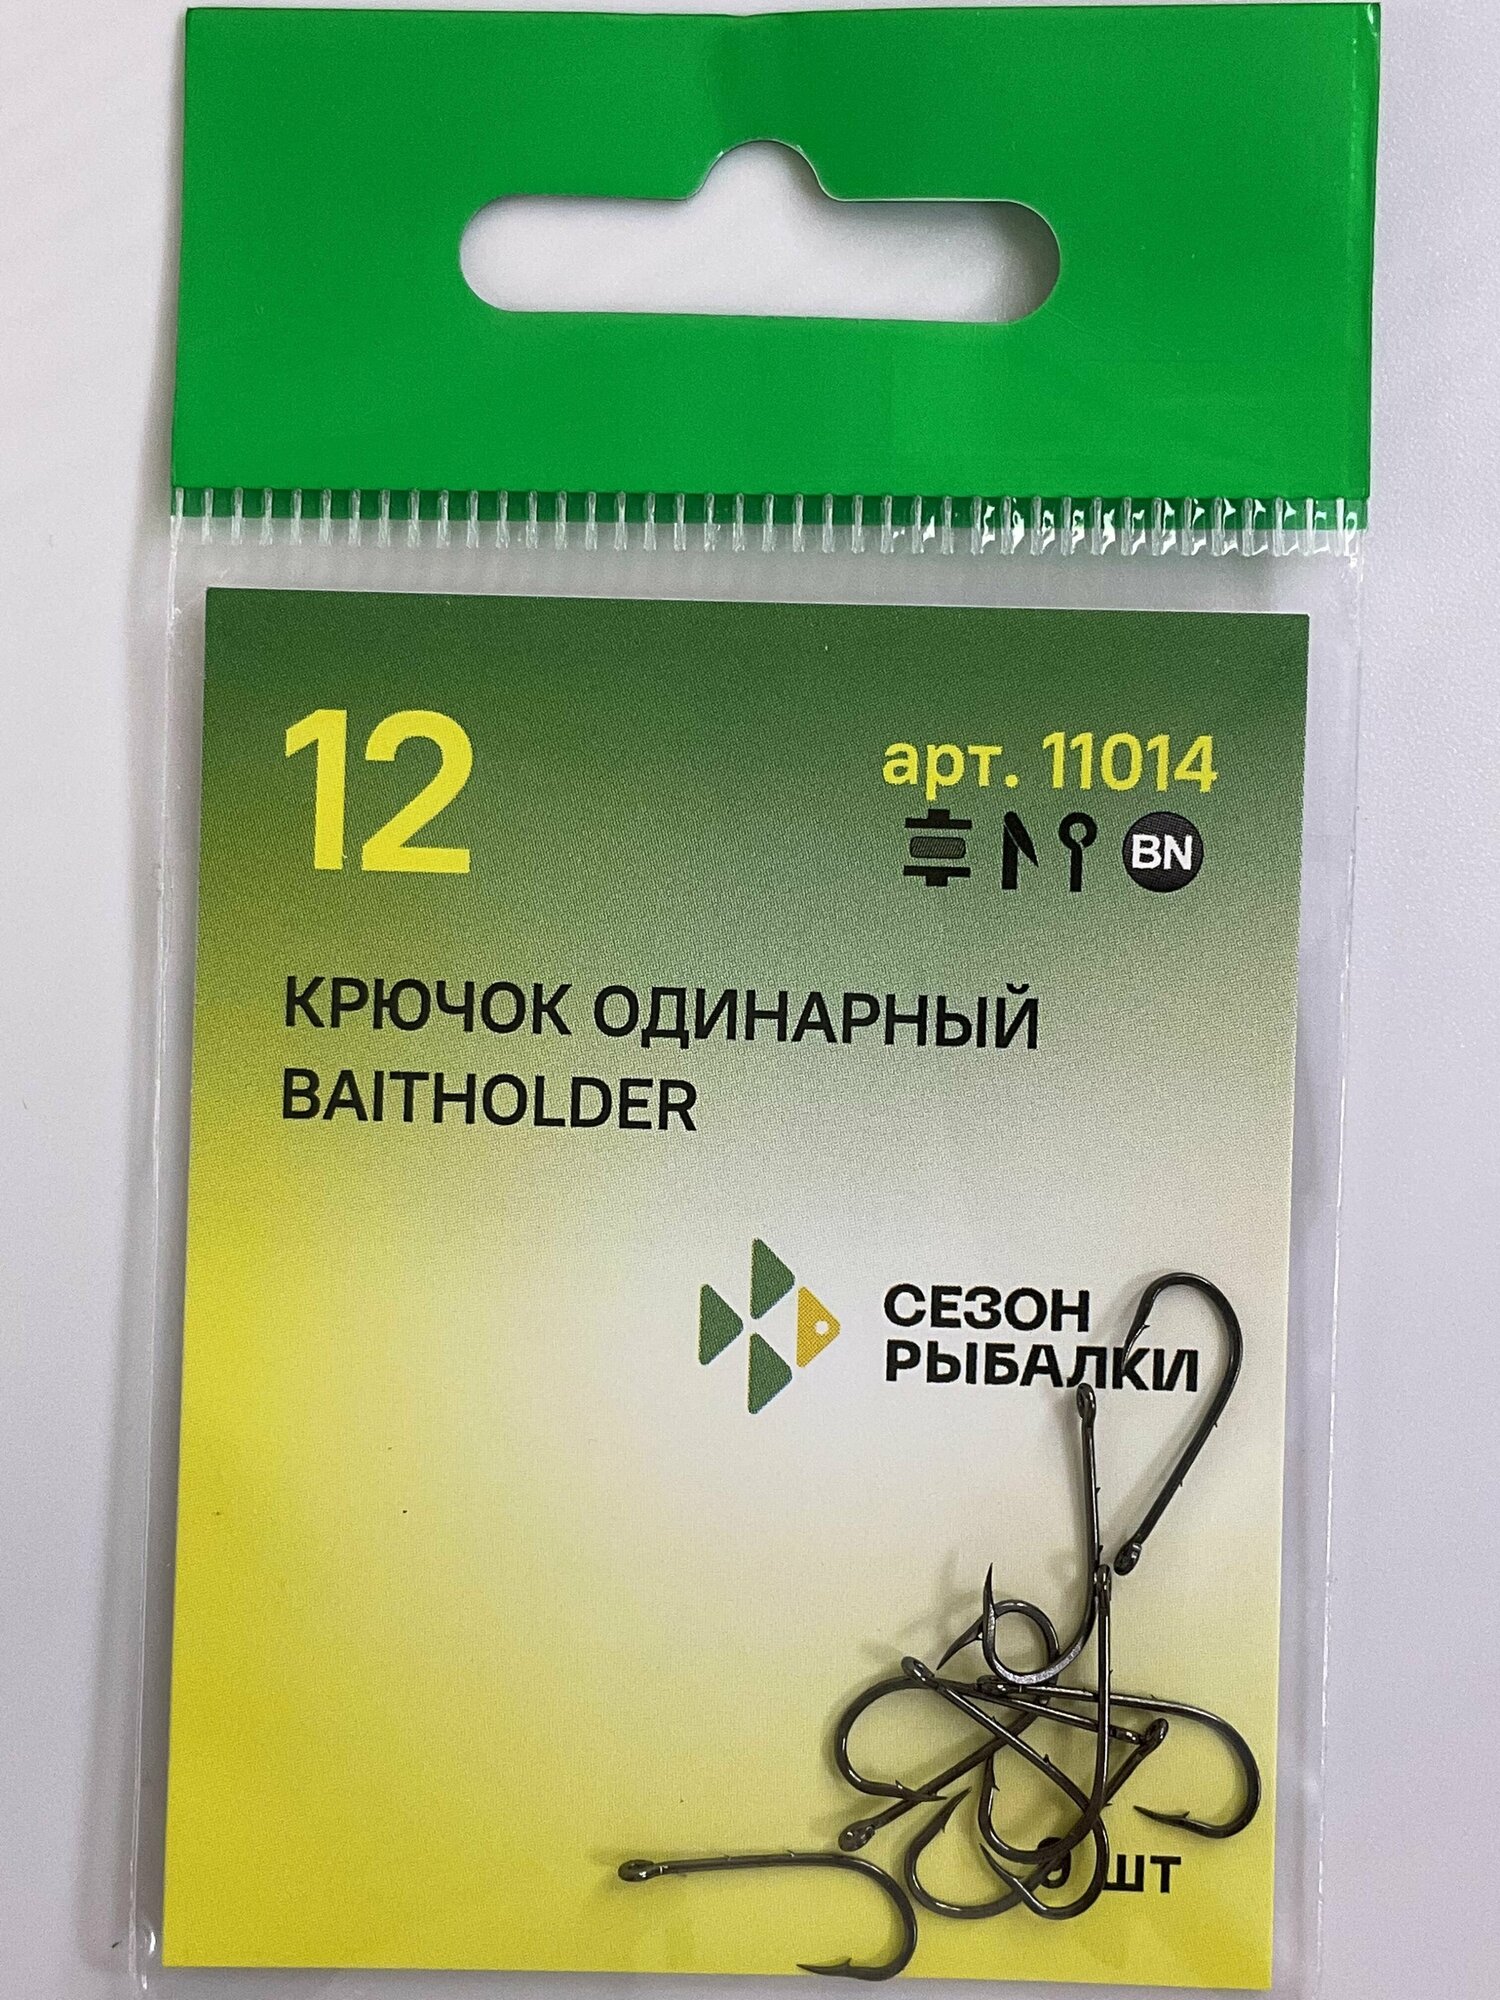 12
арт. 11014
BN
КРЮЧОК ОДИНАРНЫЙ
BAITHOLDER
СЕЗОН
РЫБАЛКИ
шт